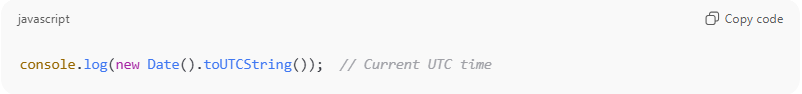 javascript
Copy code
console.log(new Date().toUTCString());  // Current UTC time